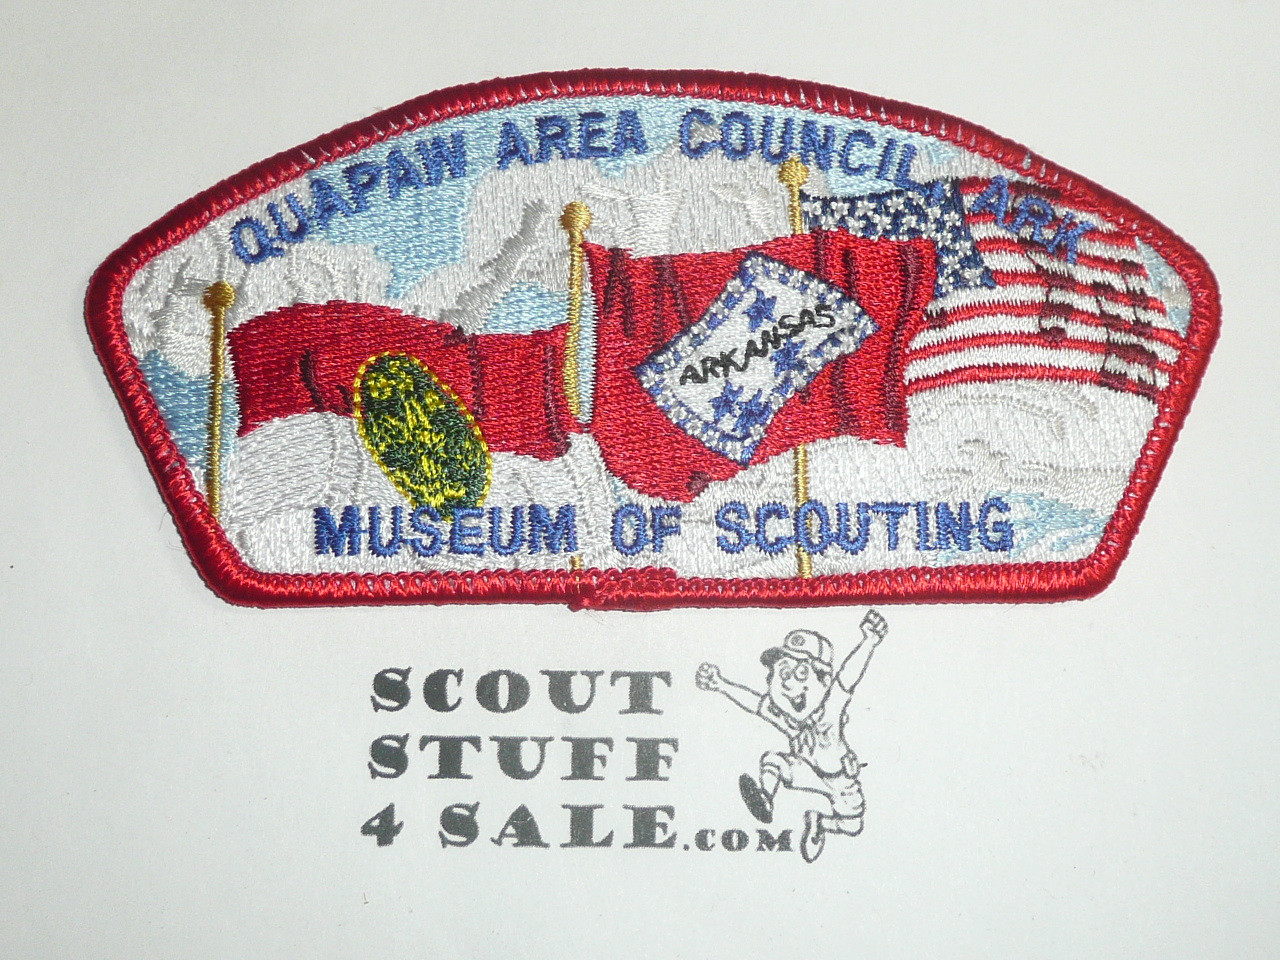 QUAPAW AREA COUNCIL, ARK
ARKANSAS
MUSEUM OF SCOUTING
SCOUT
STUFF
4 SALE.COM